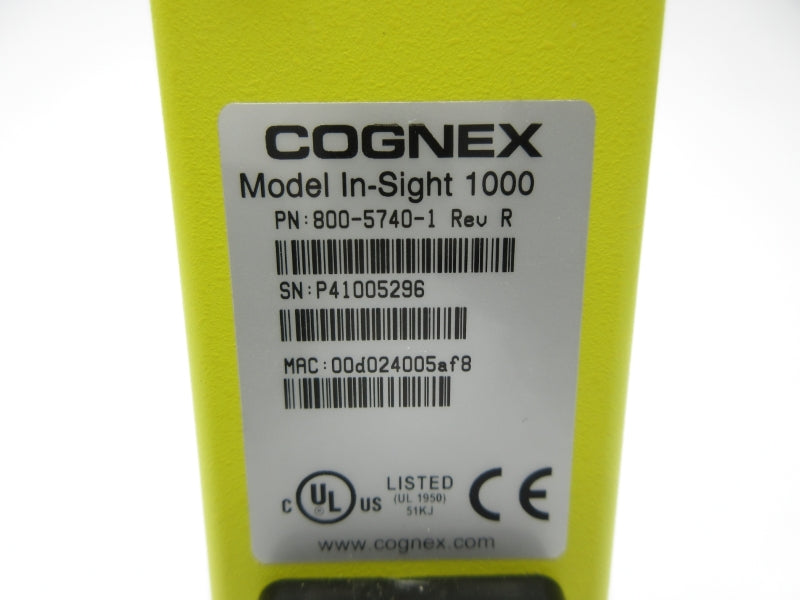 COGNEX
Model In-Sight 1000
PN:800-5740-1 Rev R
SN:P41005296
MAC:00d024005af8
C UL US LISTED CE
(UL 1950)
51KJ
www.cognex.com